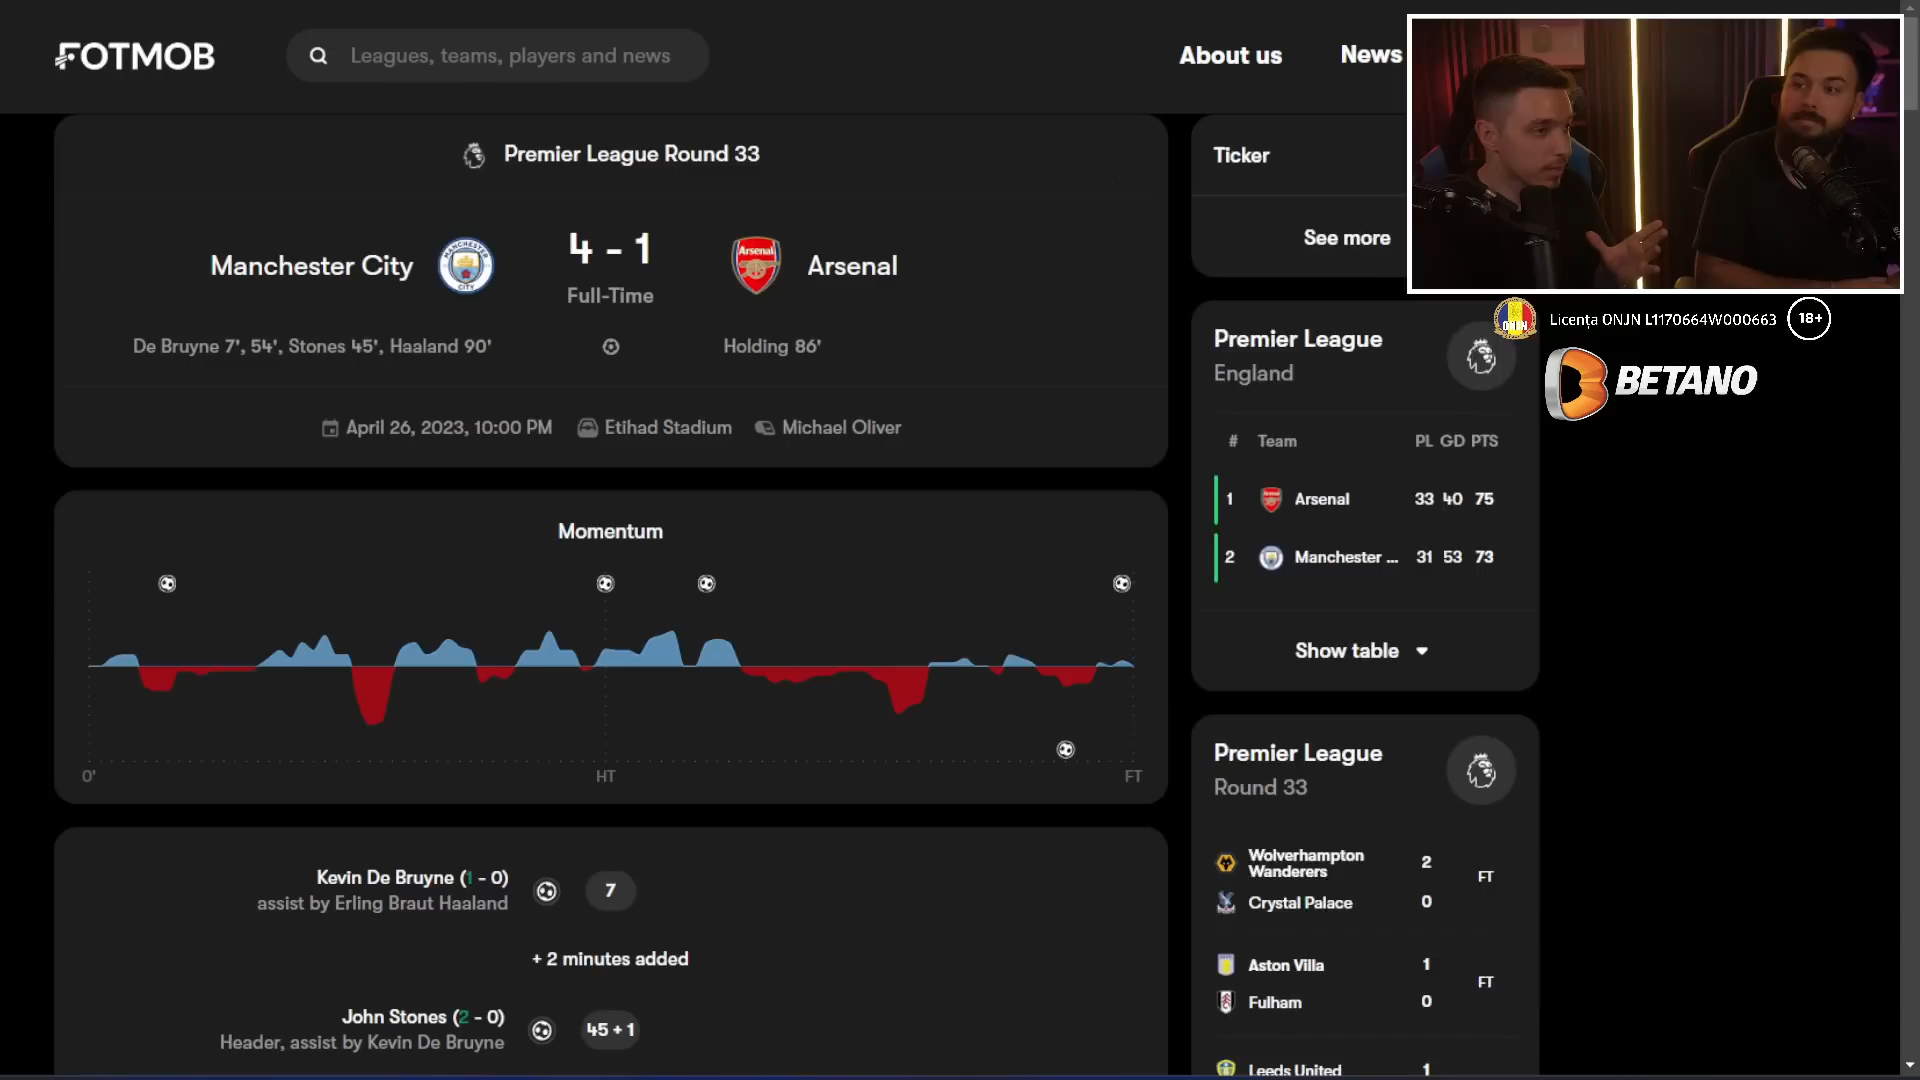 FOTMOB
Leagues, teams, players and news
About us
News
Premier League Round 33
Manchester City
4 - 1
Full-Time
Arsenal
De Bruyne 7', 54', Stones 45', Haaland 90'
Holding 86'
April 26, 2023, 10:00 PM
Etihad Stadium
Michael Oliver
Momentum
0'
HT
FT
Kevin De Bruyne (1 - 0)
assist by Erling Braut Haaland
7
+ 2 minutes added
John Stones (2 - 0)
Header, assist by Kevin De Bruyne
45 + 1
Ticker
See more
ONJN
Licența ONJN L1170664W000663
18+
BETANO
Premier League
England
# Team PL GD PTS
1 Arsenal 33 40 75
2 Manchester ... 31 53 73
Show table
Premier League
Round 33
Wolverhampton
Wanderers
2
FT
Crystal Palace 0
Aston Villa 1
FT
Fulham 0
Leeds United 1